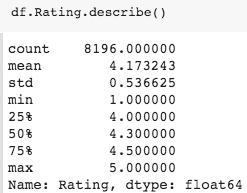 df.Rating.describe()
count    8196.000000
mean        4.173243
std         0.536625
min         1.000000
25%         4.000000
50%         4.300000
75%         4.500000
max         5.000000
Name: Rating, dtype: float64